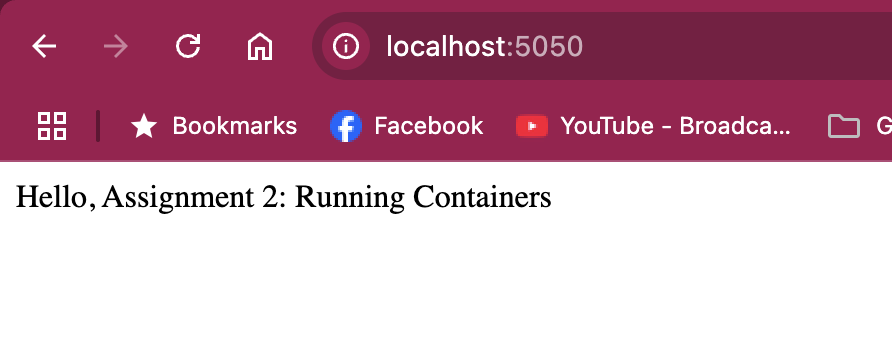 localhost:5050
Bookmarks Facebook YouTube - Broadca... G
Hello, Assignment 2: Running Containers